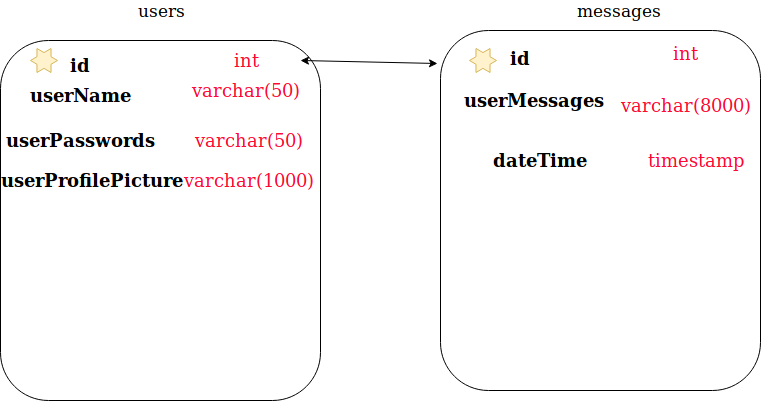 users
id int
userName varchar(50)
userPasswords varchar(50)
userProfilePicture varchar(1000)
messages
id int
userMessages varchar(8000)
dateTime timestamp